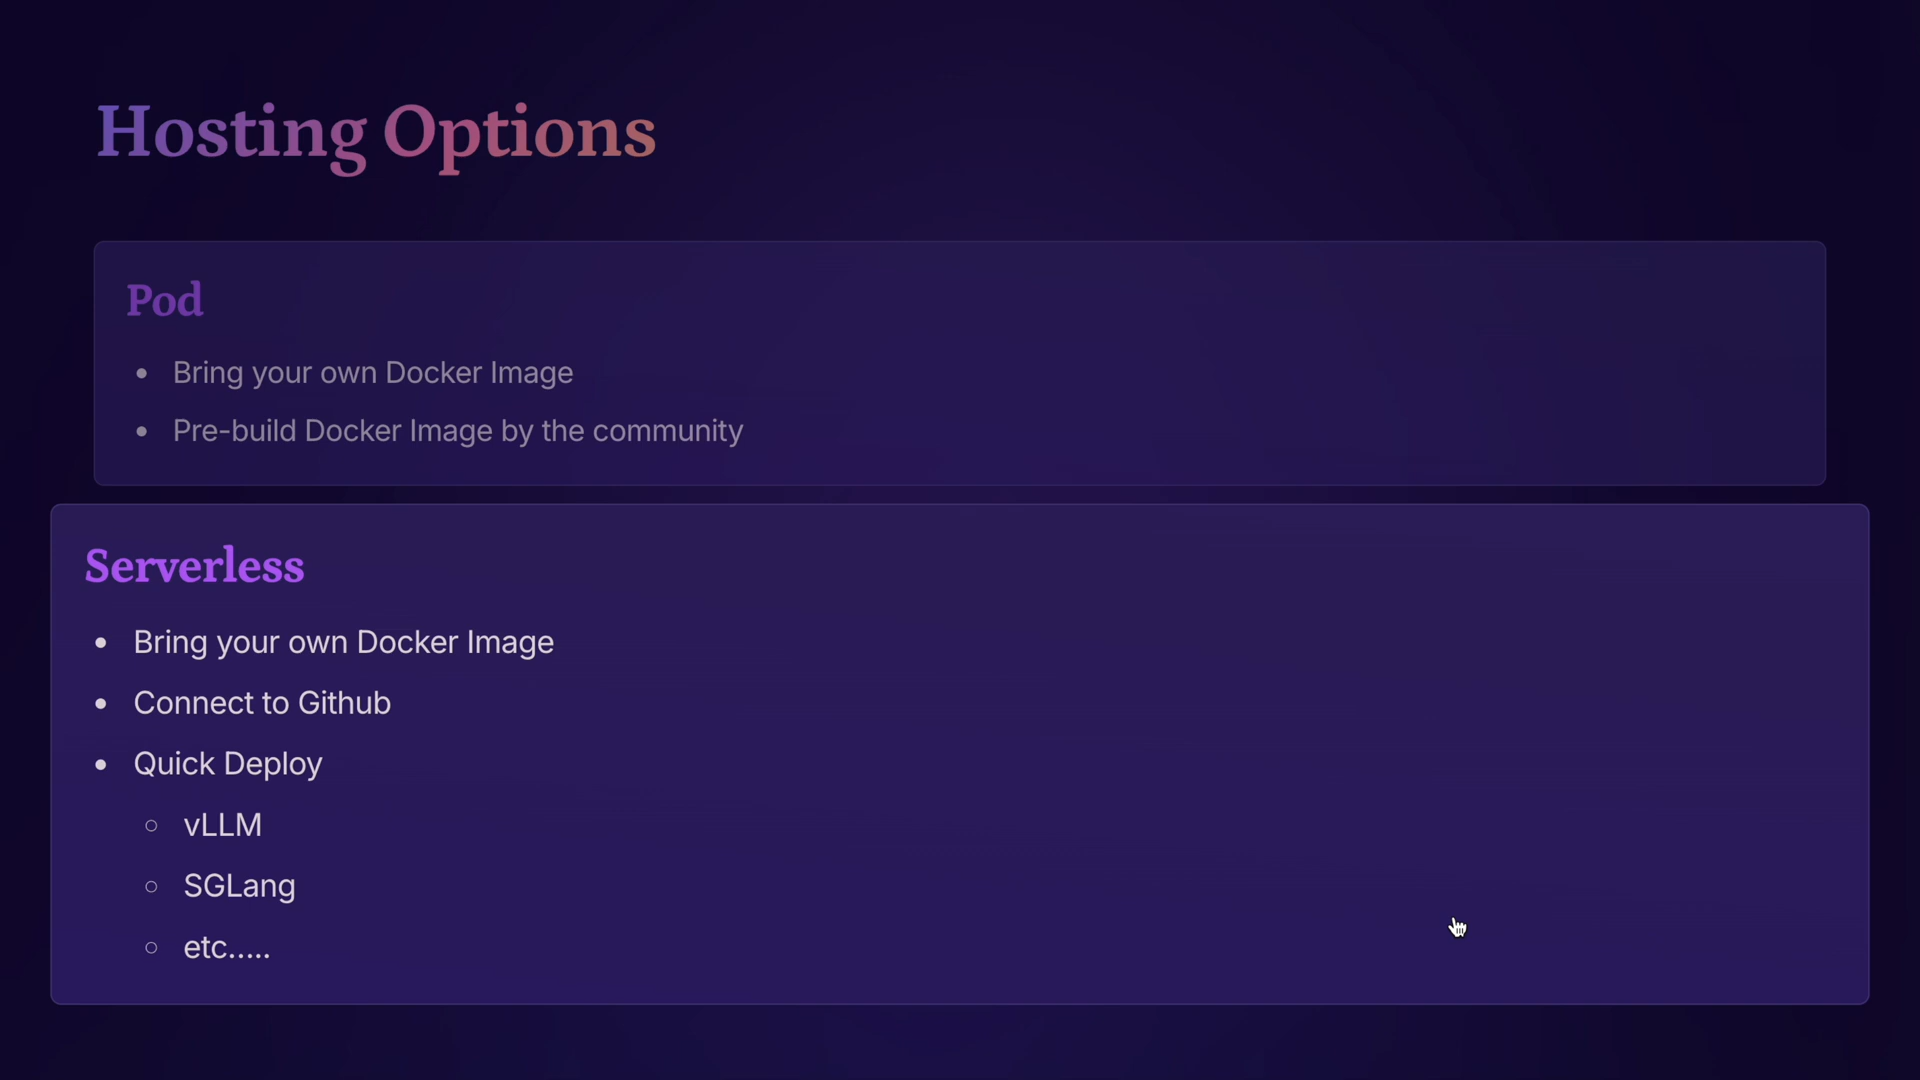 Hosting Options
Pod
Bring your own Docker Image
Pre-build Docker Image by the community
Serverless
Bring your own Docker Image
Connect to Github
Quick Deploy
vLLM
SGLang
etc.....